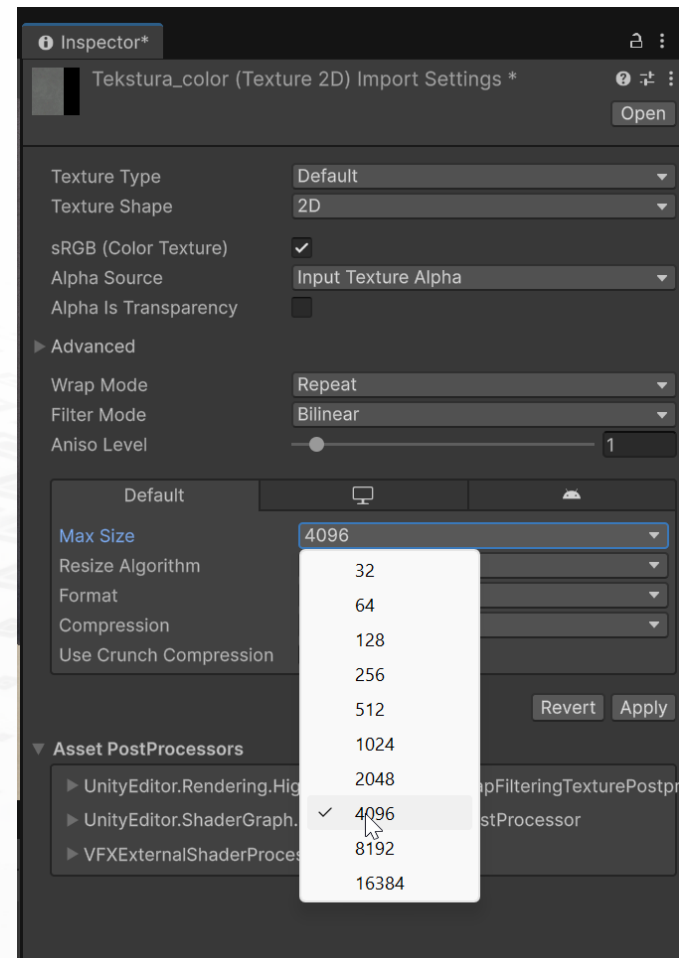 Inspector*
Tekstura_color (Texture 2D) Import Settings *
Open
Texture Type Default
Texture Shape 2D
sRGB (Color Texture)
Alpha Source Input Texture Alpha
Alpha Is Transparency
Advanced
Wrap Mode Repeat
Filter Mode Bilinear
Aniso Level 1
Default
Max Size 4096
Resize Algorithm
Format
Compression
Use Crunch Compression
32
64
128
256
512
1024
2048
4096
8192
16384
Revert Apply
Asset PostProcessors
UnityEditor.Rendering.Hig apFilteringTexturePostpr
UnityEditor.ShaderGraph. stProcessor
VFXExternalShaderProces